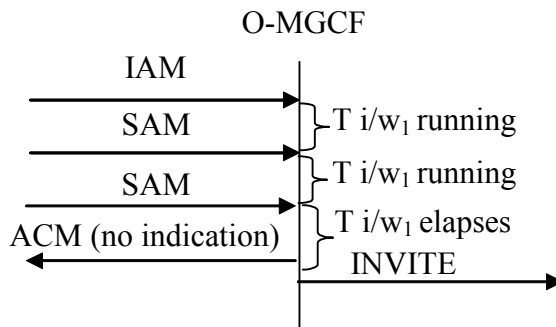 O-MGCF
IAM
T i/w₁ running
SAM
T i/w₁ running
SAM
T i/w₁ elapses
ACM (no indication)
INVITE